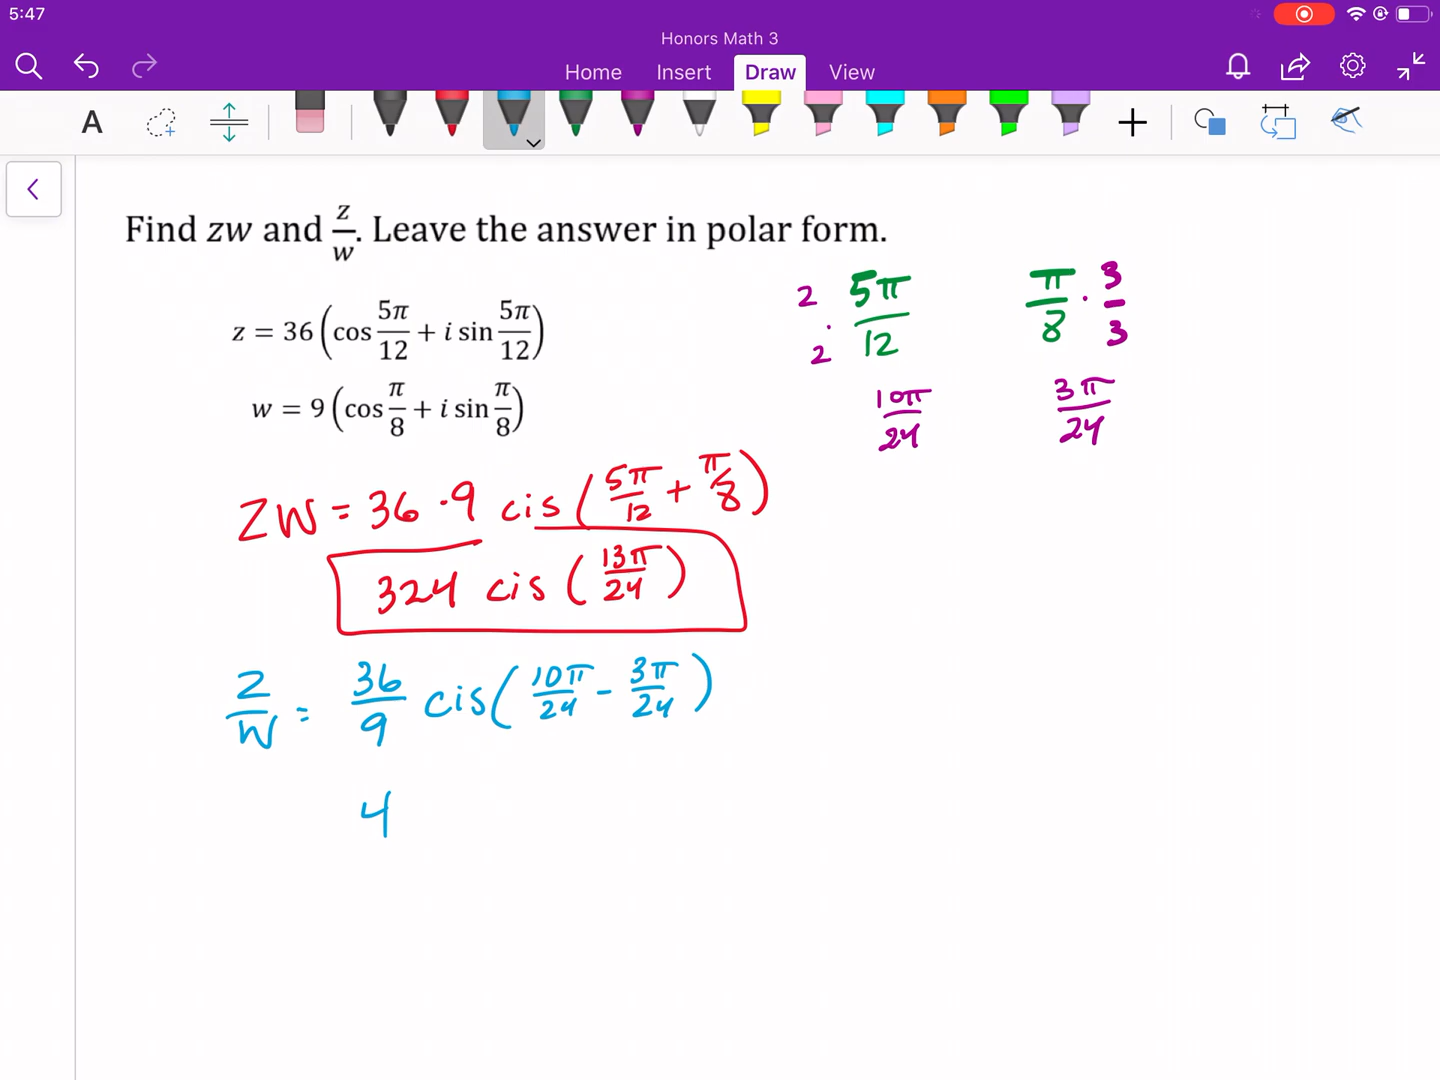 5:47
Honors Math 3
Home Insert Draw View
A
Find zw and z/w. Leave the answer in polar form.
z = 36 (cos 5π/12 + i sin 5π/12)
w = 9 (cos π/8 + i sin π/8)
2/2 · 5π/12
π/8 · 3/3
10π/24
3π/24
ZW = 36 · 9 cis (5π/12 + π/8)
324 cis (13π/24)
Z/W = 36/9 cis (10π/24 - 3π/24)
4